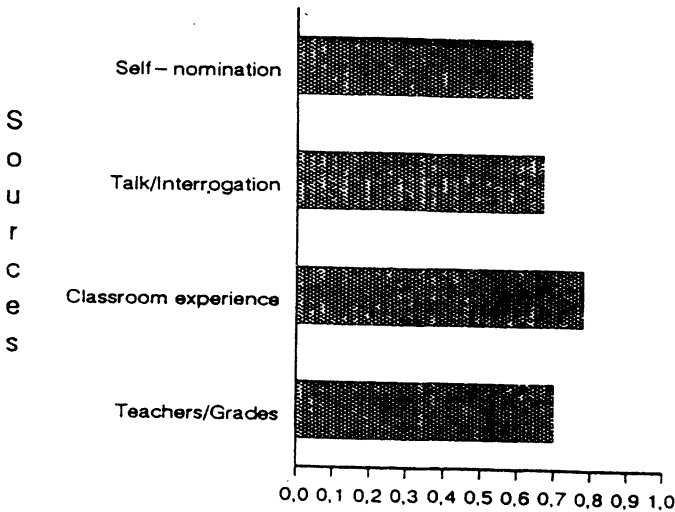 Sources
Self-nomination
Talk/Interrogation
Classroom experience
Teachers/Grades
0,0 0,1 0,2 0,3 0,4 0,5 0,6 0,7 0,8 0,9 1,0